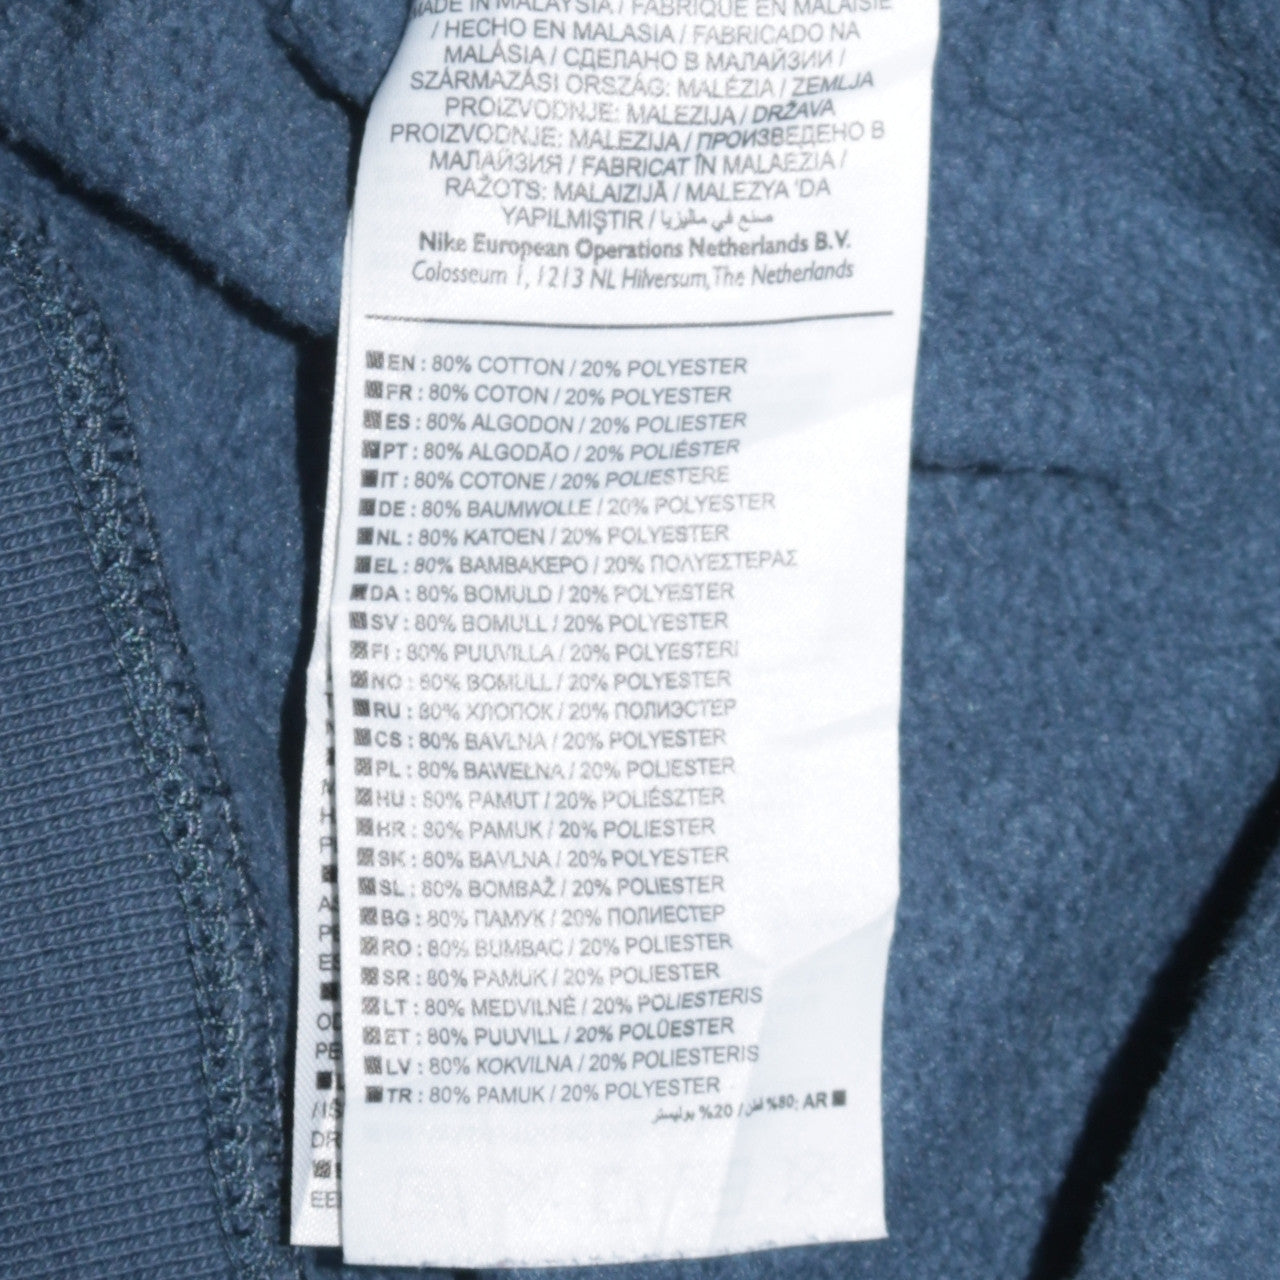 MADE IN MALAYSIA / FABRIQUÉ EN MALAISIE
/ HECHO EN MALASIA / FABRICADO NA
MALÁSIA / СДЕЛАНО В МАЛАЙЗИИ /
SZÁRMAZÁSI ORSZÁG: MALÉZIA / ZEMLJA
PROIZVODNJE: MALEZIJA / DRŽAVA
PROIZVODNJE: MALEZIJA / ПРОИЗВЕДЕНО В
МАЛАЙЗИЯ / FABRICAT ÎN MALAEZIA /
RAŽOTS: MALAIZIJĀ / MALEZYA 'DA
YAPILMIŞTIR / صنع في ماليزيا
Nike European Operations Netherlands B.V.
Colosseum 1, 1213 NL Hilversum, The Netherlands
EN : 80% COTTON / 20% POLYESTER
FR : 80% COTON / 20% POLYESTER
ES : 80% ALGODON / 20% POLIESTER
PT : 80% ALGODÃO / 20% POLIÉSTER
IT : 80% COTONE / 20% POLIESTERE
DE : 80% BAUMWOLLE / 20% POLYESTER
NL : 80% KATOEN / 20% POLYESTER
EL : 80% ΒΑΜΒΑΚΕΡΟ / 20% ΠΟΛΥΕΣΤΕΡΑΣ
DA : 80% BOMULD / 20% POLYESTER
SV : 80% BOMULL / 20% POLYESTER
FI : 80% PUUVILLA / 20% POLYESTERI
NO : 80% BOMULL / 20% POLYESTER
RU : 80% ХЛОПОК / 20% ПОЛИЭСТЕР
CS : 80% BAVLNA / 20% POLYESTER
PL : 80% BAWEŁNA / 20% POLIESTER
HU : 80% PAMUT / 20% POLIÉSZTER
HR : 80% PAMUK / 20% POLIESTER
SK : 80% BAVLNA / 20% POLYESTER
SL : 80% BOMBAŽ / 20% POLIESTER
BG : 80% ПАМУК / 20% ПОЛИЕСТЕР
RO : 80% BUMBAC / 20% POLIESTER
SR : 80% PAMUK / 20% POLIESTER
LT : 80% MEDVILNĖ / 20% POLIESTERIS
ET : 80% PUUVILL / 20% POLÜESTER
LV : 80% KOKVILNA / 20% POLIESTERIS
TR : 80% PAMUK / 20% POLYESTER
AR :80% قطن / 20% بوليستر